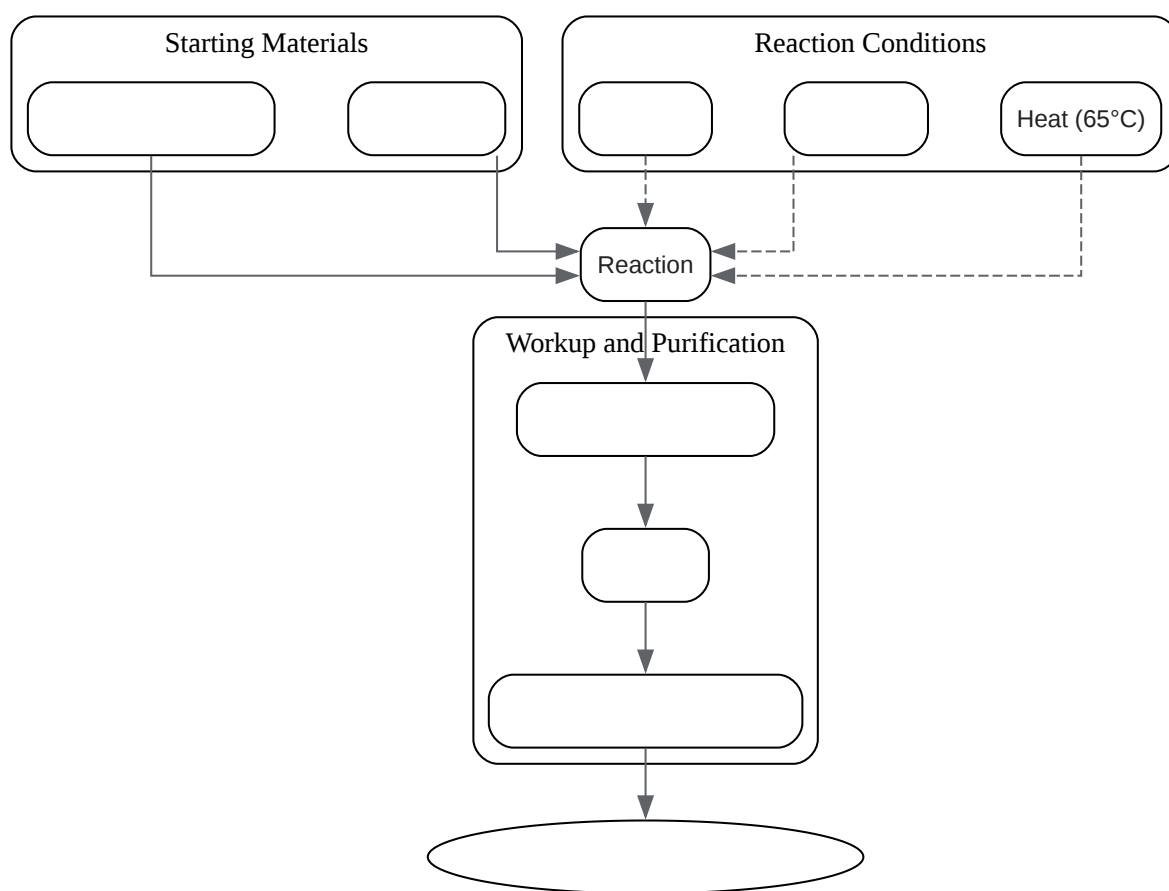 Starting Materials
Reaction Conditions
Heat (65°C)
Reaction
Workup and Purification